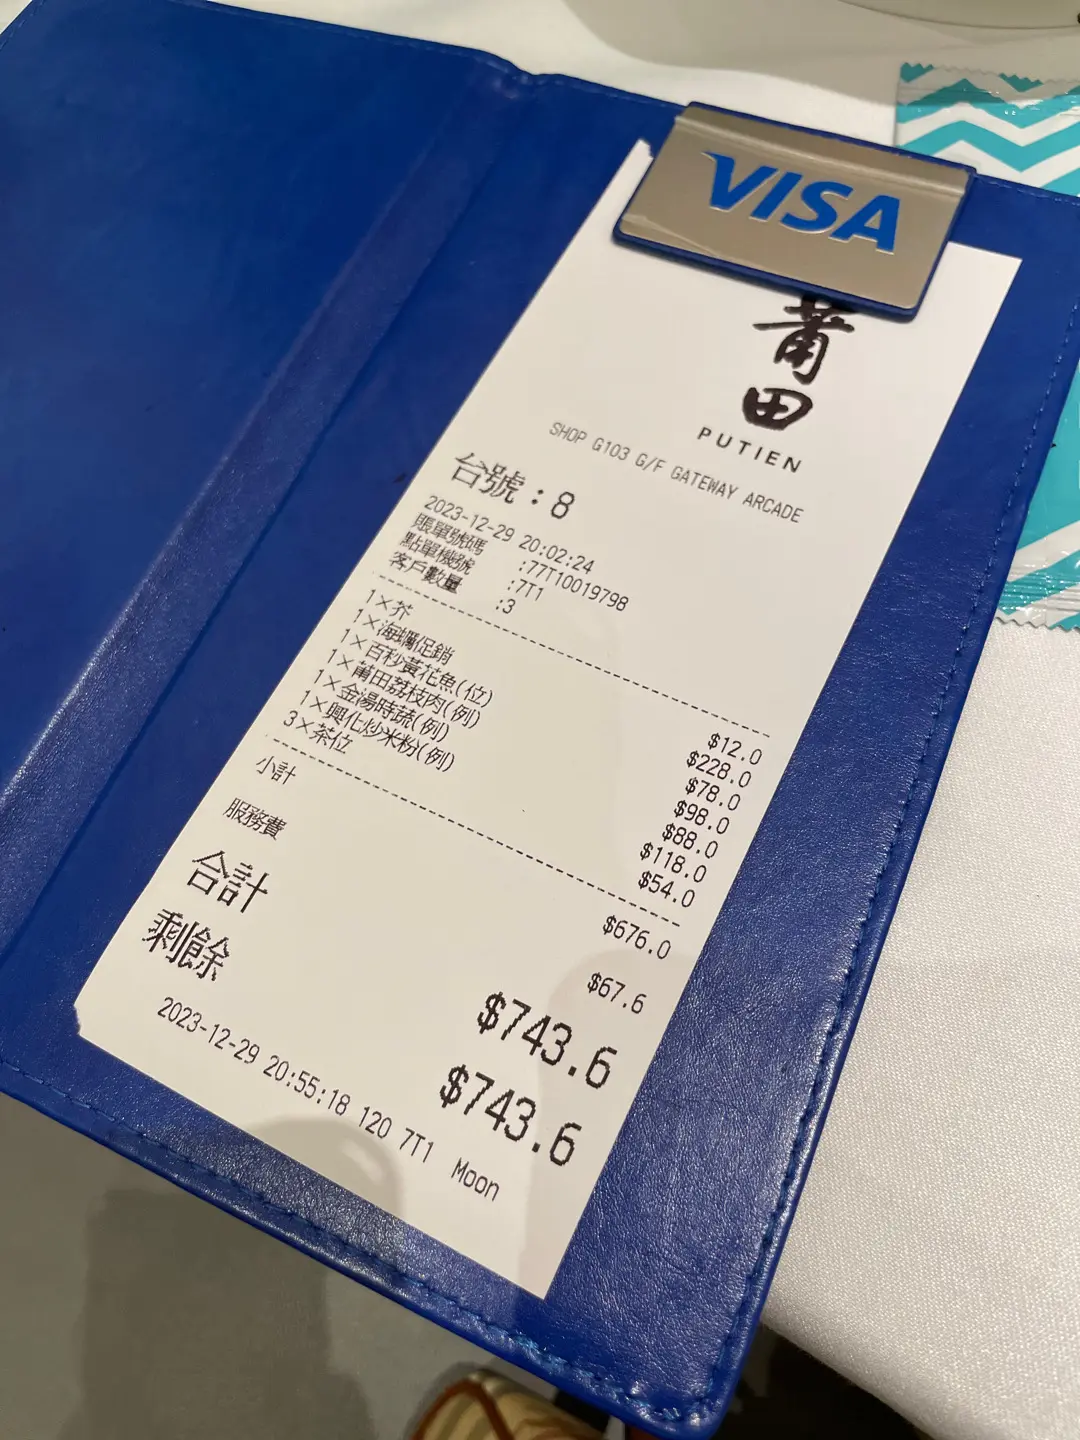 VISA
莆田
PUTIEN
SHOP G103 G/F GATEWAY ARCADE
台號：8
2023-12-29 20:02:24
賬單號碼 :77T10019798
點單機號 :7T1
客戶數量 :3
1×芥 $12.0
1×海蠣促銷 $228.0
1×百秒黃花魚(位) $78.0
1×莆田荔枝肉(例) $98.0
1×金湯時蔬(例) $88.0
1×興化炒米粉(例) $118.0
3×茶位 $54.0
小計 $676.0
服務費 $67.6
合計 $743.6
剩餘 $743.6
2023-12-29 20:55:18 120 7T1 Moon